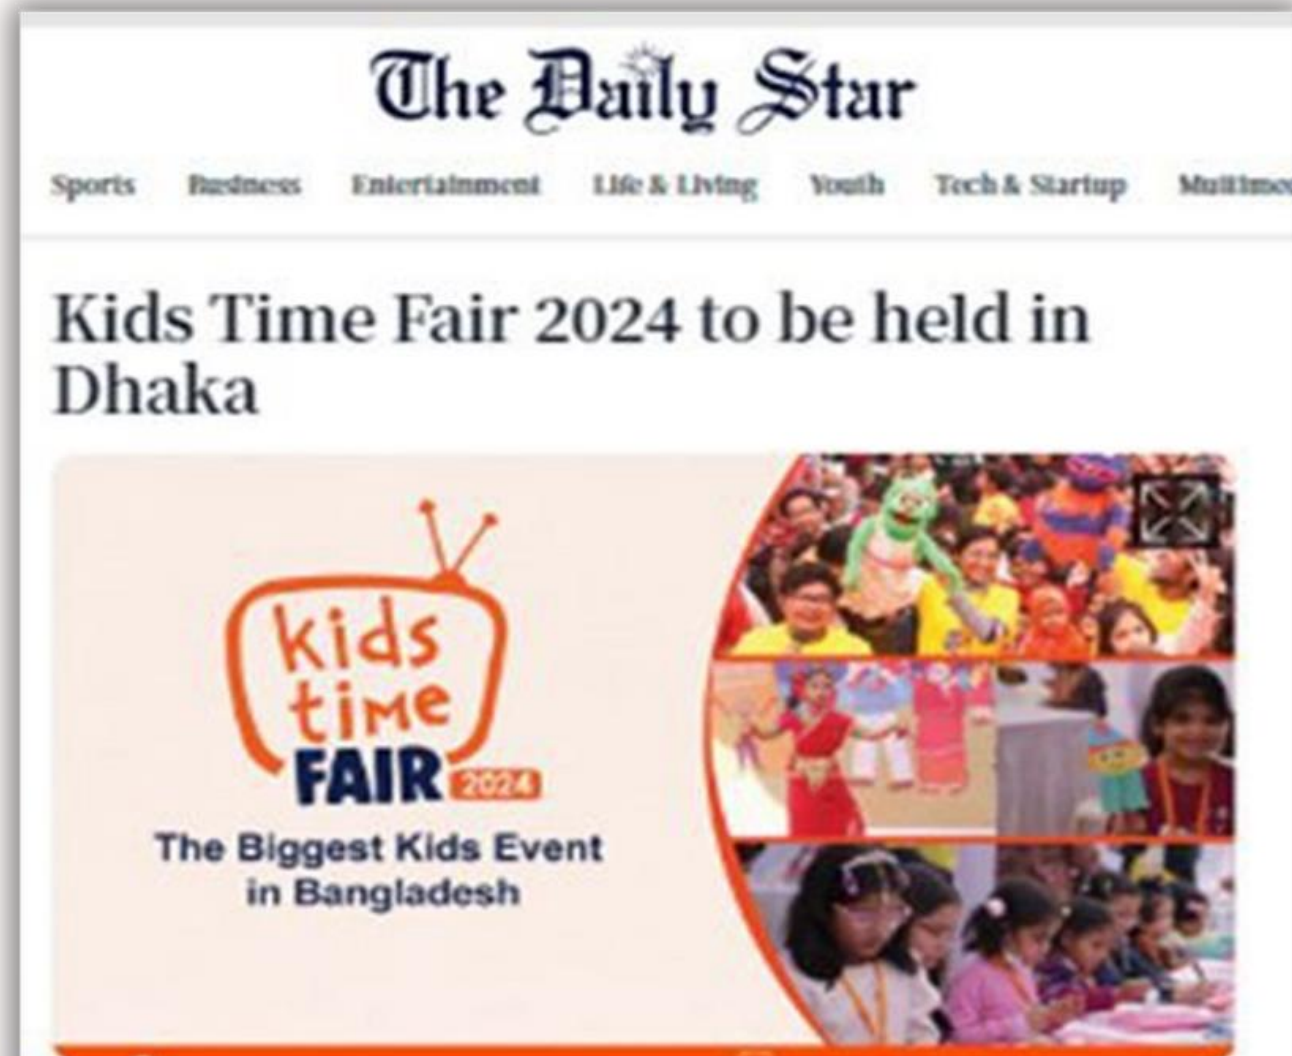 The Daily Star
Sports Business Entertainment Life & Living Youth Tech & Startup
Kids Time Fair 2024 to be held in
Dhaka
kids
time
FAIR 2024
The Biggest Kids Event
in Bangladesh